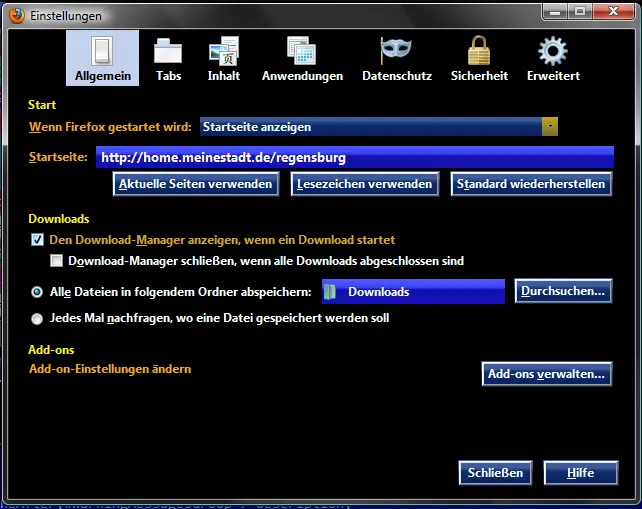 Einstellungen
Allgemein Tabs Inhalt Anwendungen Datenschutz Sicherheit Erweitert
Start
Wenn Firefox gestartet wird: Startseite anzeigen
Startseite: http://home.meinestadt.de/regensburg
Aktuelle Seiten verwenden Lesezeichen verwenden Standard wiederherstellen
Downloads
Den Download-Manager anzeigen, wenn ein Download startet
Download-Manager schließen, wenn alle Downloads abgeschlossen sind
Alle Dateien in folgendem Ordner abspeichern: Downloads Durchsuchen...
Jedes Mal nachfragen, wo eine Datei gespeichert werden soll
Add-ons
Add-on-Einstellungen ändern Add-ons verwalten...
Schließen Hilfe
description,